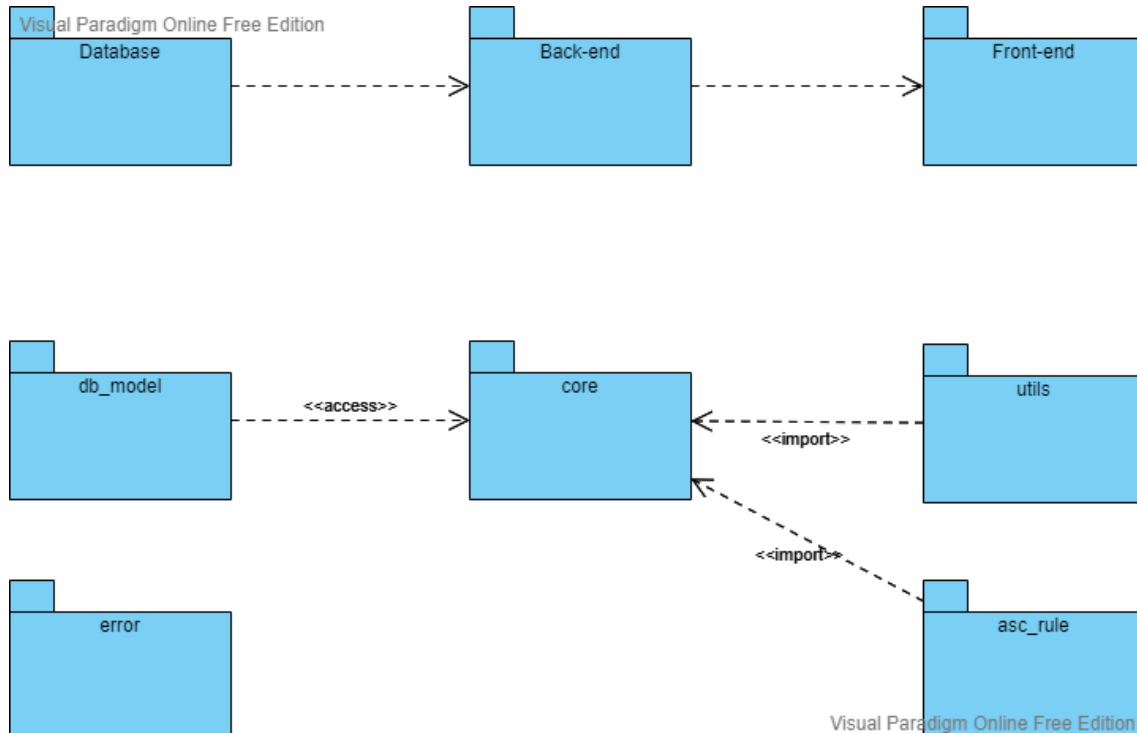 Visual Paradigm Online Free Edition
Database
Back-end
Front-end
db_model
core
utils
<<access>>
<<import>>
<<import>>
error
asc_rule
Visual Paradigm Online Free Edition